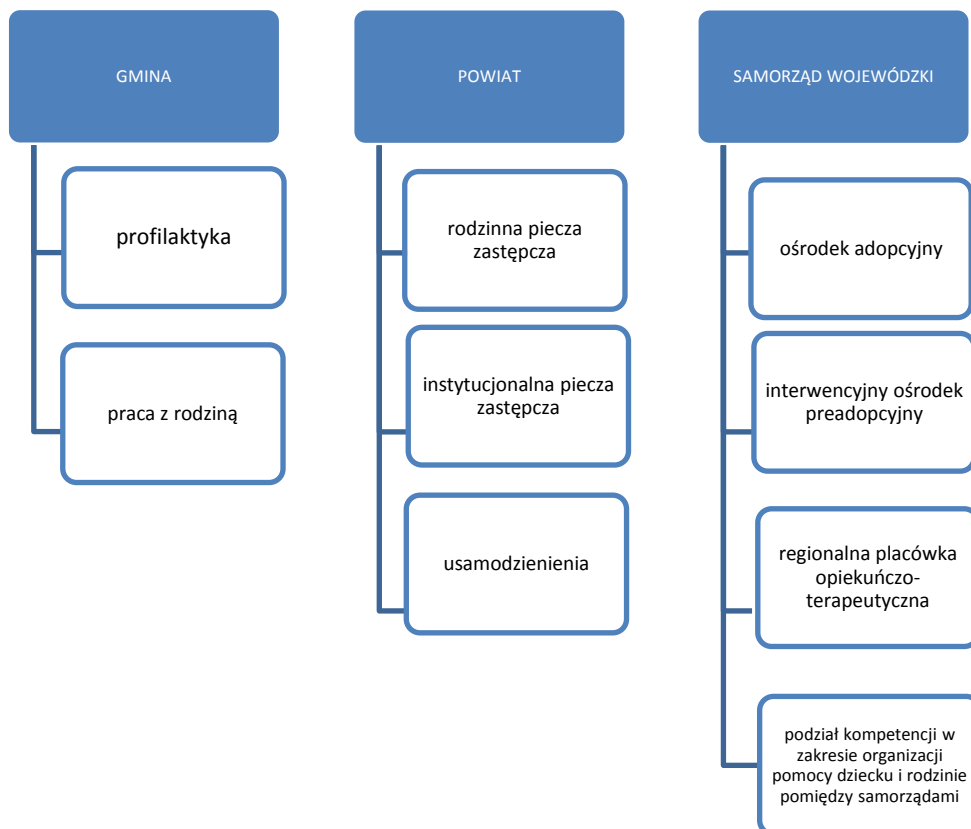 GMINA
profilaktyka
praca z rodziną
POWIAT
rodzinna piecza
zastępcza
instytucjonalna piecza
zastępcza
usamodzienienia
SAMORZĄD WOJEWÓDZKI
ośrodek adopcyjny
interwencyjny ośrodek
preadopcyjny
regionalna placówka
opiekuńczo-
terapeutyczna
podział kompetencji w
zakresie organizacji
pomocy dziecku i rodzinie
pomiędzy samorządami